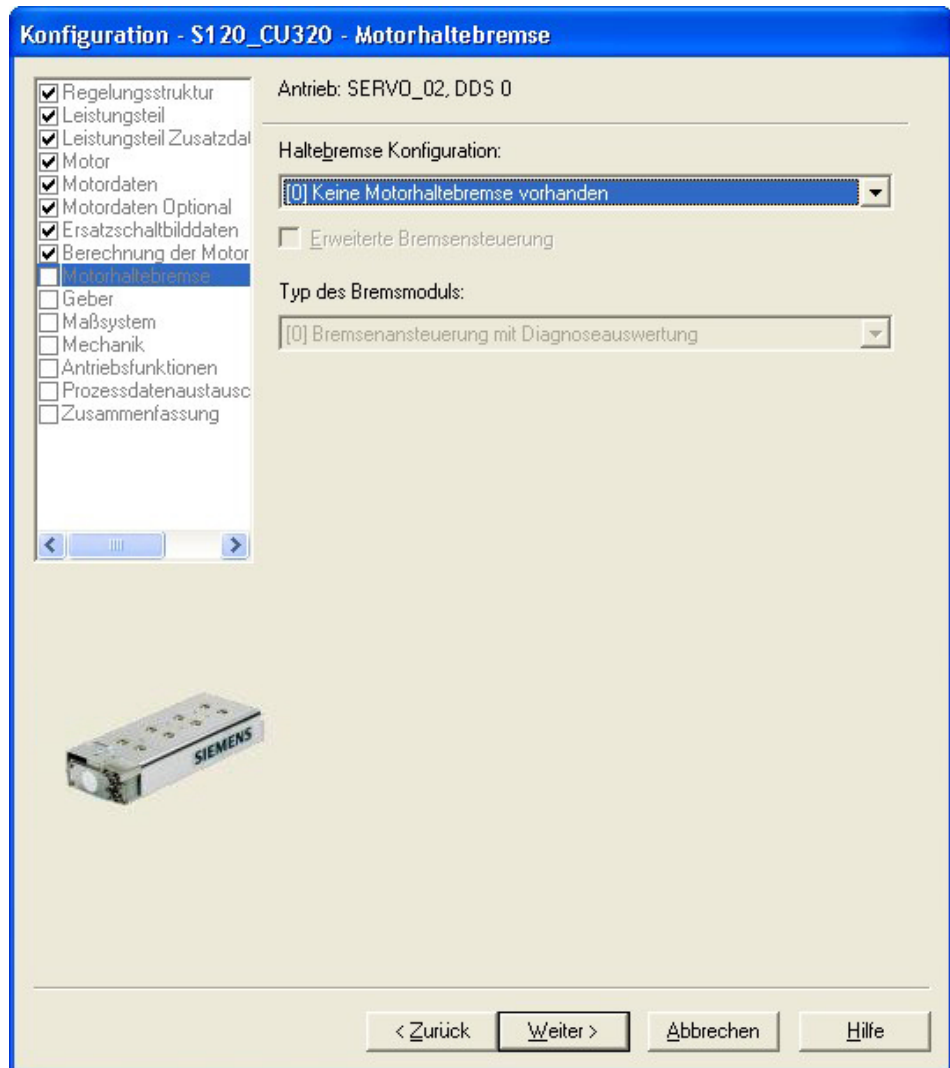 Konfiguration - S120_CU320 - Motorhaltebremse
Regelungsstruktur
Leistungsteil
Leistungsteil Zusatzdat
Motor
Motordaten
Motordaten Optional
Ersatzschaltbilddaten
Berechnung der Motor
Motorhaltebremse
Geber
Maßsystem
Mechanik
Antriebsfunktionen
Prozessdatenaustausc
Zusammenfassung
Antrieb: SERVO_02, DDS 0
Haltebremse Konfiguration:
[0] Keine Motorhaltebremse vorhanden
Erweiterte Bremsensteuerung
Typ des Bremsmoduls:
[0] Bremsenansteuerung mit Diagnoseauswertung
SIEMENS
< Zurück
Weiter >
Abbrechen
Hilfe